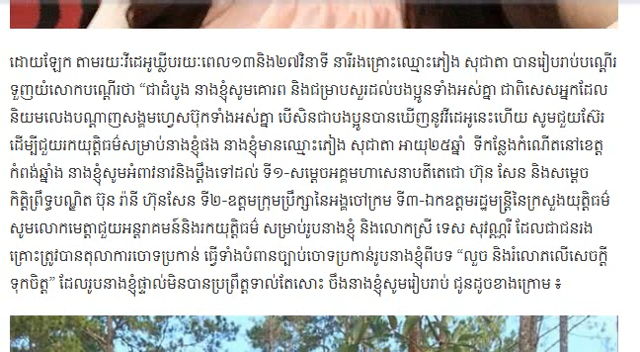 ដោយឡែក តាមរយៈវីដេអូឃ្លីបរយៈពេល១៣និង២៧វិនាទី នារីរងគ្រោះឈ្មោះភៀង សុជាតា បានរៀបរាប់បណ្ដើរ
ទួញយំសោកបណ្ដើរថា “ជាដំបូង នាងខ្ញុំសូមគោរព និងជម្រាបសួរដល់បងប្អូនទាំងអស់គ្នា ជាពិសេសអ្នកដែល
និយមលេងបណ្ដាញសង្គមហ្វេសប៊ុកទាំងអស់គ្នា បើសិនជាបងប្អូនបានឃើញនូវវីដេអូនេះហើយ សូមជួយស៊ែរ
ដើម្បីជួយរកយុត្តិធម៌សម្រាប់នាងខ្ញុំផង នាងខ្ញុំមានឈ្មោះភៀង សុជាតា អាយុ២៥ឆ្នាំ ទីកន្លែងកំណើតនៅខេត្ត
កំពង់ឆ្នាំង នាងខ្ញុំសូមអំពាវនាវនិងប្ដឹងទៅដល់ ទី១-សម្ដេចអគ្គមហាសេនាបតីតេជោ ហ៊ុន សែន និងសម្ដេច
កិត្តិព្រឹទ្ធបណ្ឌិត ប៊ុន រ៉ានី ហ៊ុនសែន ទី២-ឧត្ដមក្រុមប្រឹក្សានៃអង្គចៅក្រម ទី៣-ឯកឧត្ដមរដ្ឋមន្ត្រីនៃក្រសួងយុត្តិធម៌
សូមលោកមេត្តាជួយអន្តរាគមន៍និងរកយុត្តិធម៌ សម្រាប់រូបនាងខ្ញុំ និងលោកស្រី ទេស សុវណ្ណរី ដែលជាជនរង
គ្រោះត្រូវបានតុលាការចោទប្រកាន់ ធ្វើទាំងបំពានច្បាប់ចោទប្រកាន់រូបនាងខ្ញុំពីបទ “លួច និងរំលោភលើសេចក្ដី
ទុកចិត្ត” ដែលរូបនាងខ្ញុំផ្ទាល់មិនបានប្រព្រឹត្តទាល់តែសោះ ចឹងនាងខ្ញុំសូមរៀបរាប់ ជូនដូចខាងក្រោម ៖